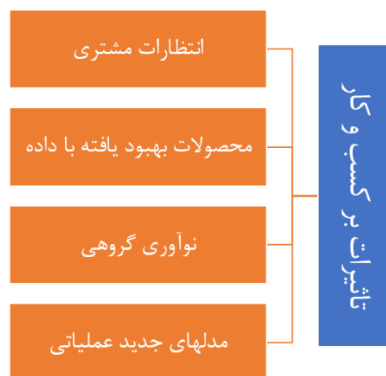 تاثیرات بر کسب و کار
انتظارات مشتری
محصولات بهبود یافته با داده
نوآوری گروهی
مدلهای جدید عملیاتی